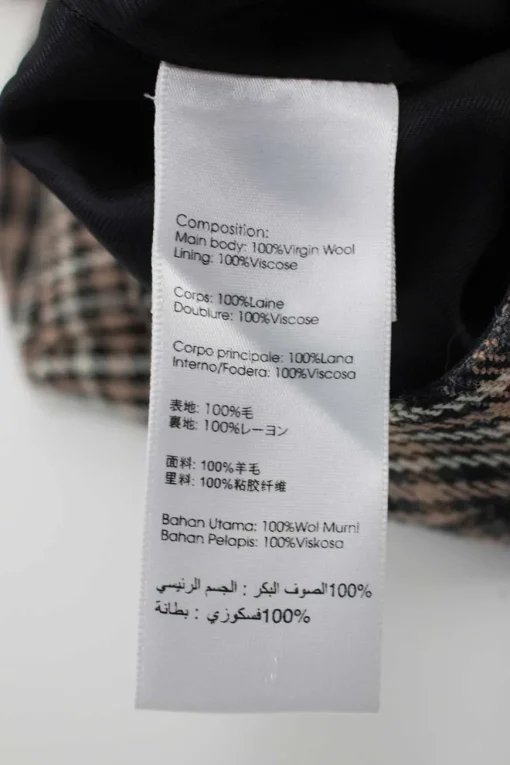 Composition:
Main body: 100%Virgin Wool
Lining: 100%Viscose
Corps: 100%Laine
Doublure: 100%Viscose
Corpo principale: 100%Lana
Interno/Fodera: 100%Viscosa
表地: 100%毛
裏地: 100%レーヨン
面料: 100%羊毛
里料: 100%粘胶纤维
Bahan Utama: 100%Wol Murni
Bahan Pelapis: 100%Viskosa
100%الصوف البكر : الجسم الرئيسي
100%فسكوزي : بطانة